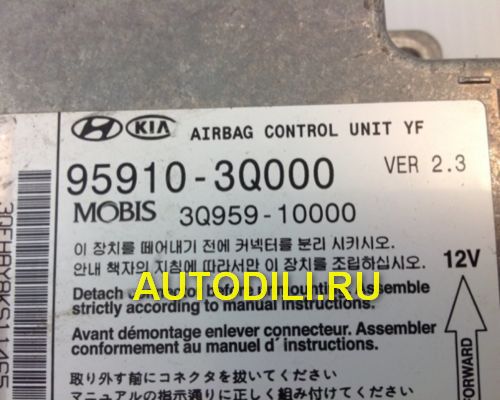 HYUNDAI KIA AIRBAG CONTROL UNIT YF
95910-3Q000 VER 2.3
MOBIS 3Q959-10000
이 장치를 떼어내기 전에 커넥터를 분리 시키시오.
안내 책자의 지침에 따라서만 이 장치를 조립하십시오. 12V
AUTODILI.RU
Detach connector before mounting. Assemble
strictly according to manual instructions.
Avant démontage enlever connecteur. Assembler
conformement au manuel d' instructions.
取り外す前にコネクタを抜いてください
マニュアルの指示通りに正しく組み付けてください
FORWARD